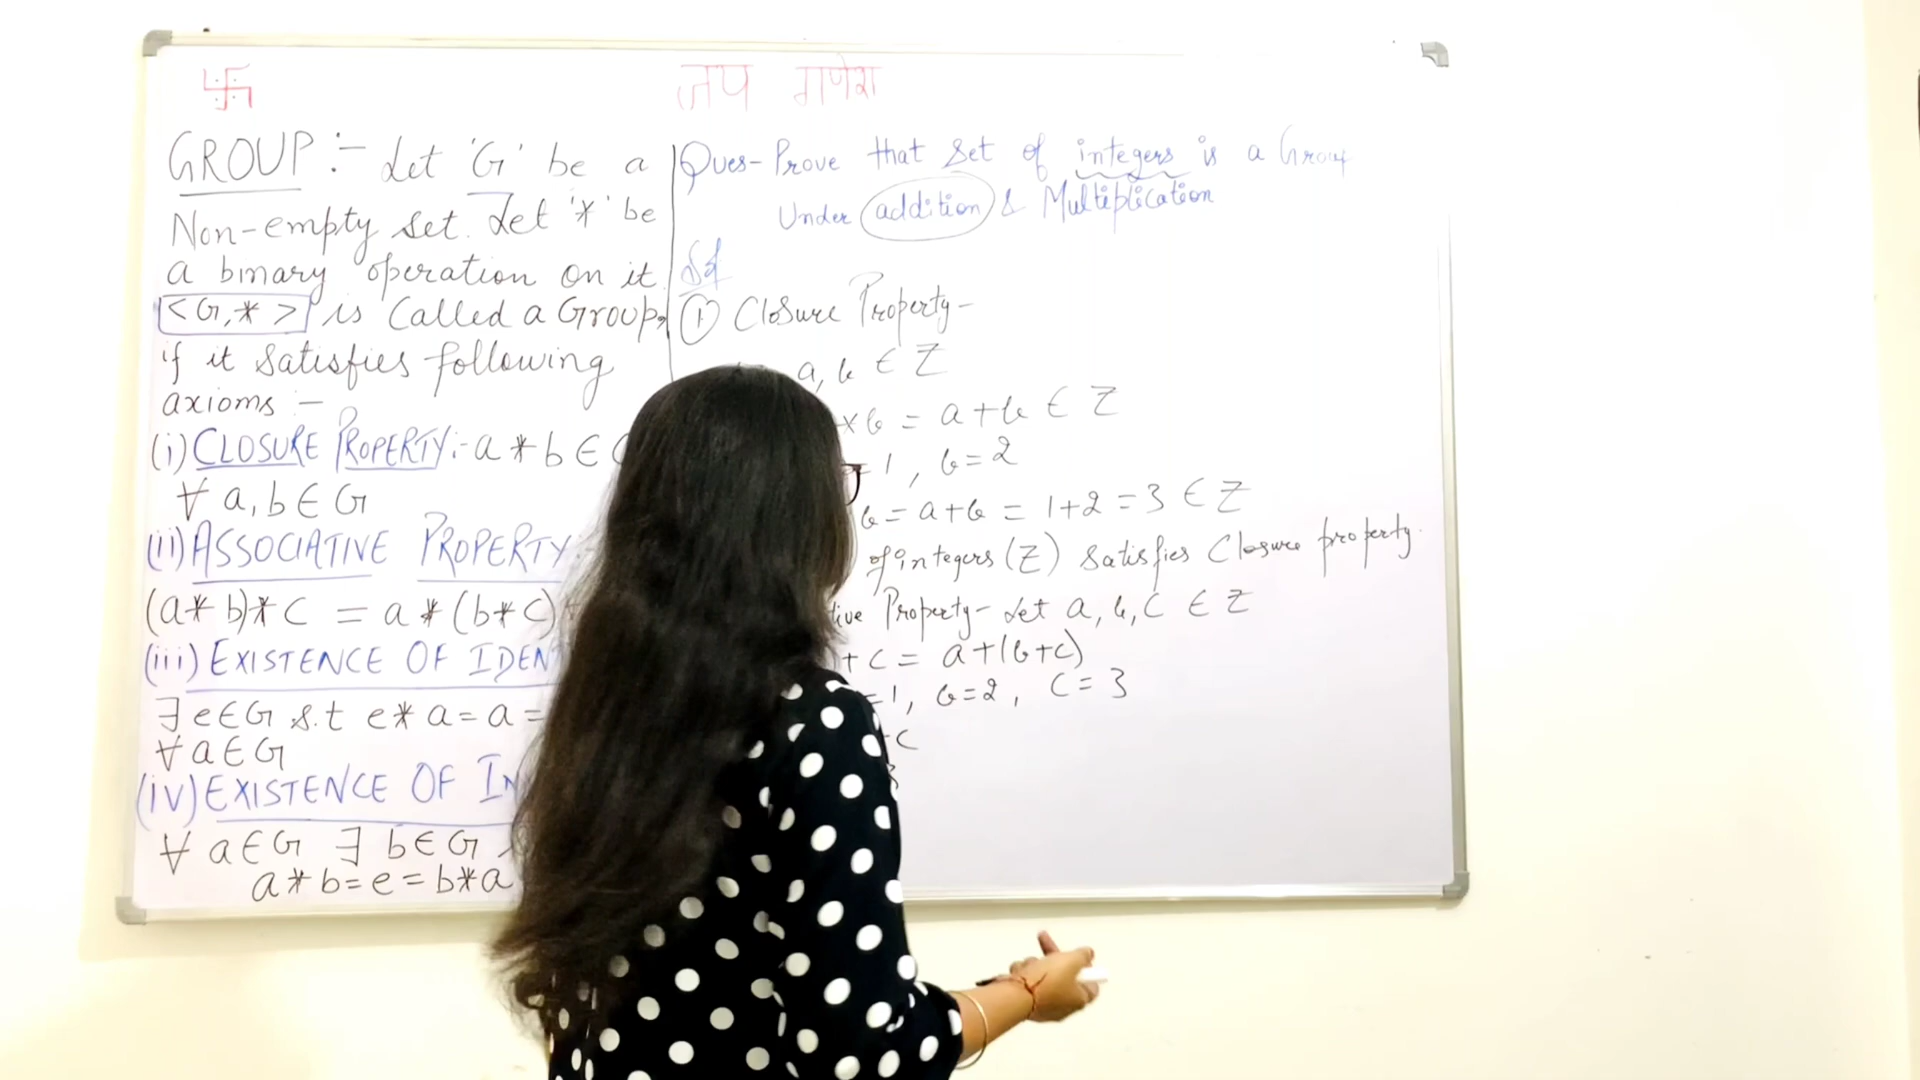 जय गणेश
GROUP :- Let 'G' be a
Non-empty set. Let '*' be
a binary operation on it.
<G,*> is Called a Group,
if it Satisfies following
axioms :-
(i) CLOSURE PROPERTY:- a * b ∈
∀ a, b ∈ G
(ii) ASSOCIATIVE PROPERTY:-
(a * b) * c = a * (b * c)
(iii) EXISTENCE OF
∃ e ∈ G s.t e * a = a =
∀ a ∈ G
(iv) EXISTENCE OF
∀ a ∈ G ∃ b ∈ G
a * b = e = b * a
Ques- Prove that Set of integers is a Group
Under addition & Multiplication
Sol
① Closure Property-
a, b ∈ Z
* b = a + b ∈ Z
= 1, b = 2
b = a + b = 1 + 2 = 3 ∈ Z
of integers (Z) Satisfies Closure property.
Property- Let a, b, c ∈ Z
+ c = a + (b + c)
= 1, b = 2, c = 3
c